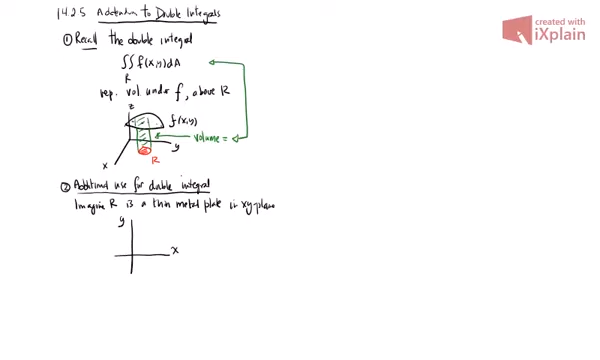 14.2.5 Addendum to Double Integrals
created with
iXplain
① Recall the double integral
∬ f(x,y)dA
R
rep. vol. under f, above R
z
f(x,y)
volume =
y
R
x
② Additional use for double integral
Imagine R is a thin metal plate in xy-plane
y
x